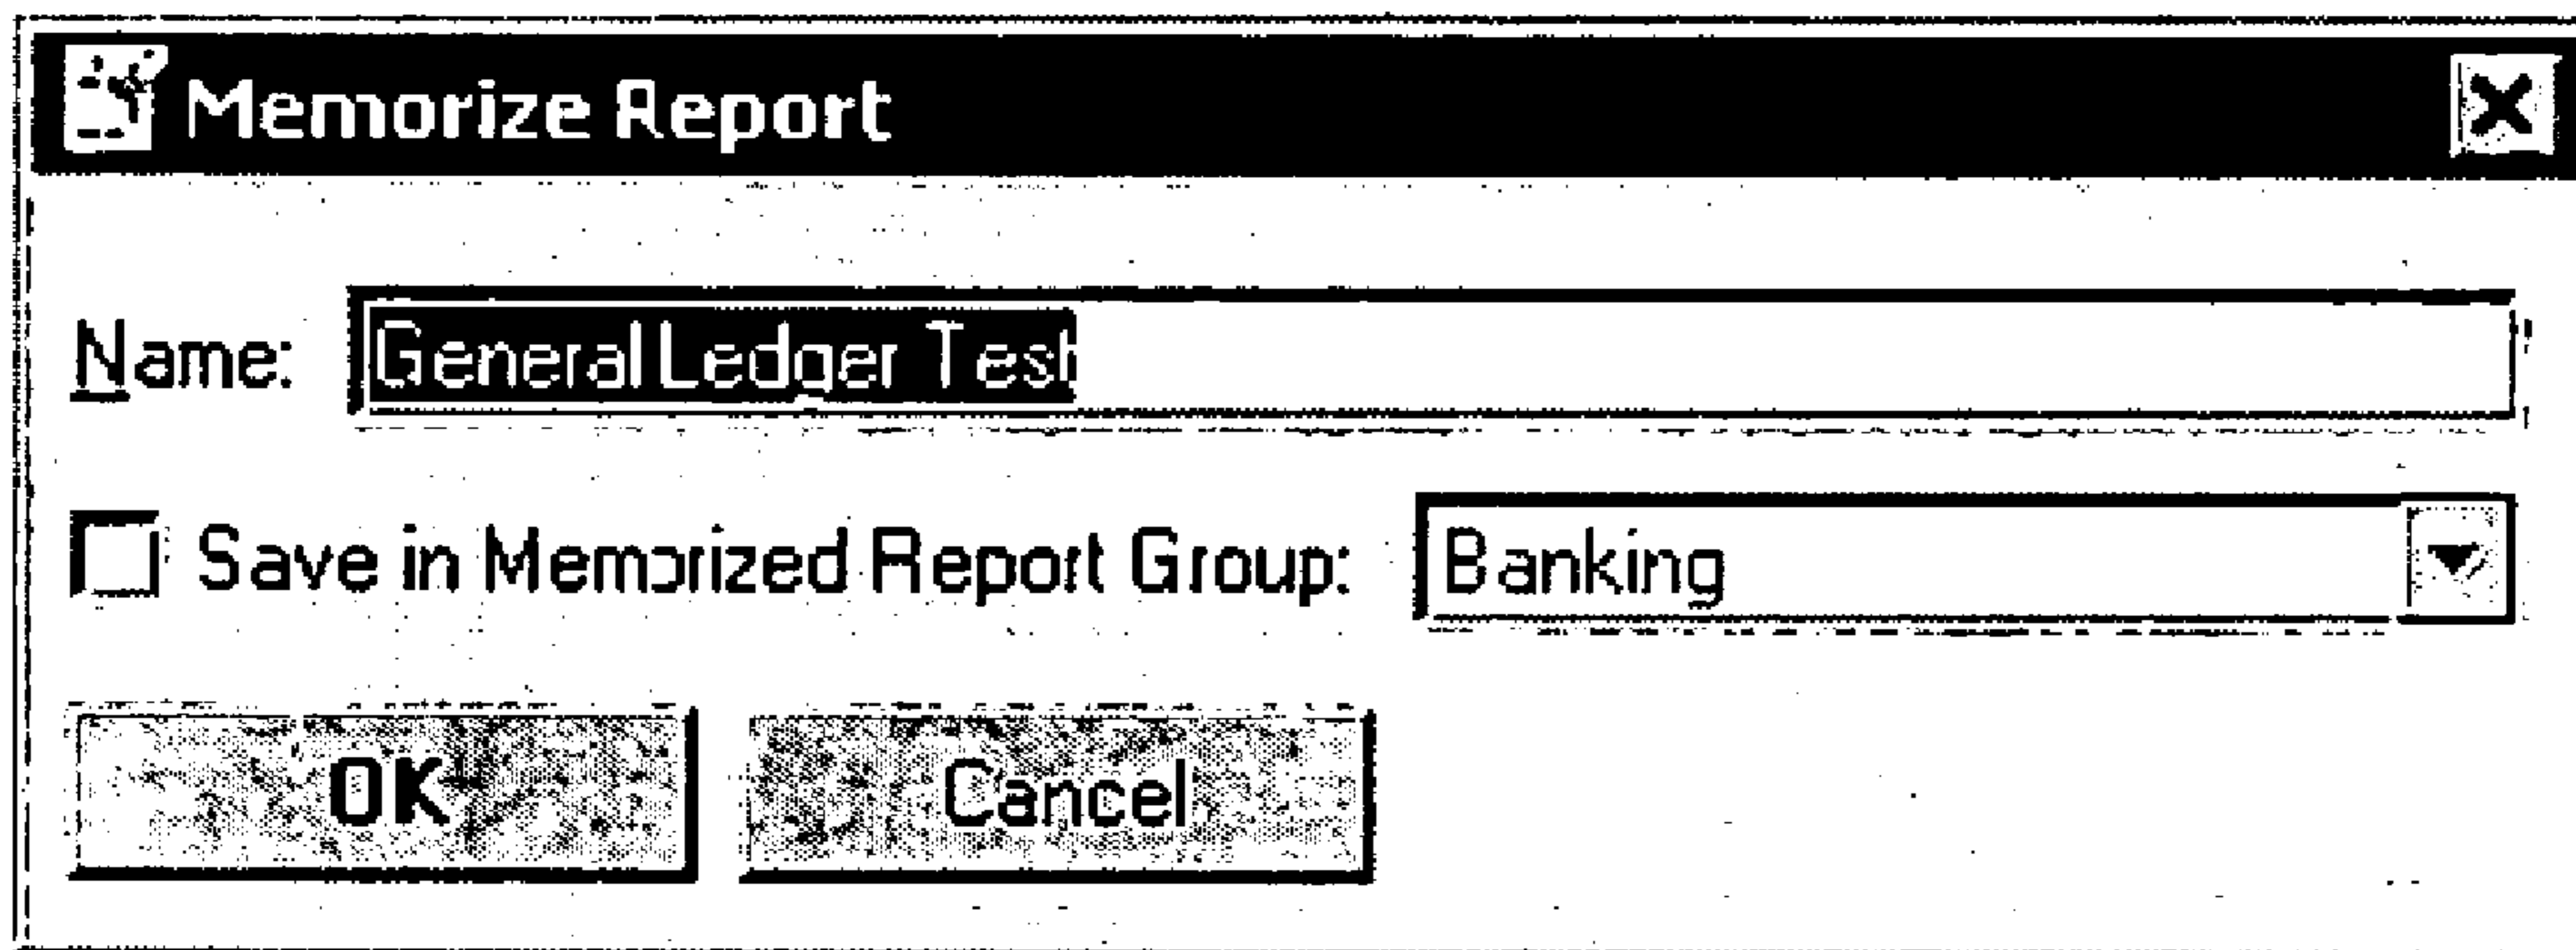 Memorize Report
Name: General Ledger Test
Save in Memorized Report Group: Banking
OK Cancel